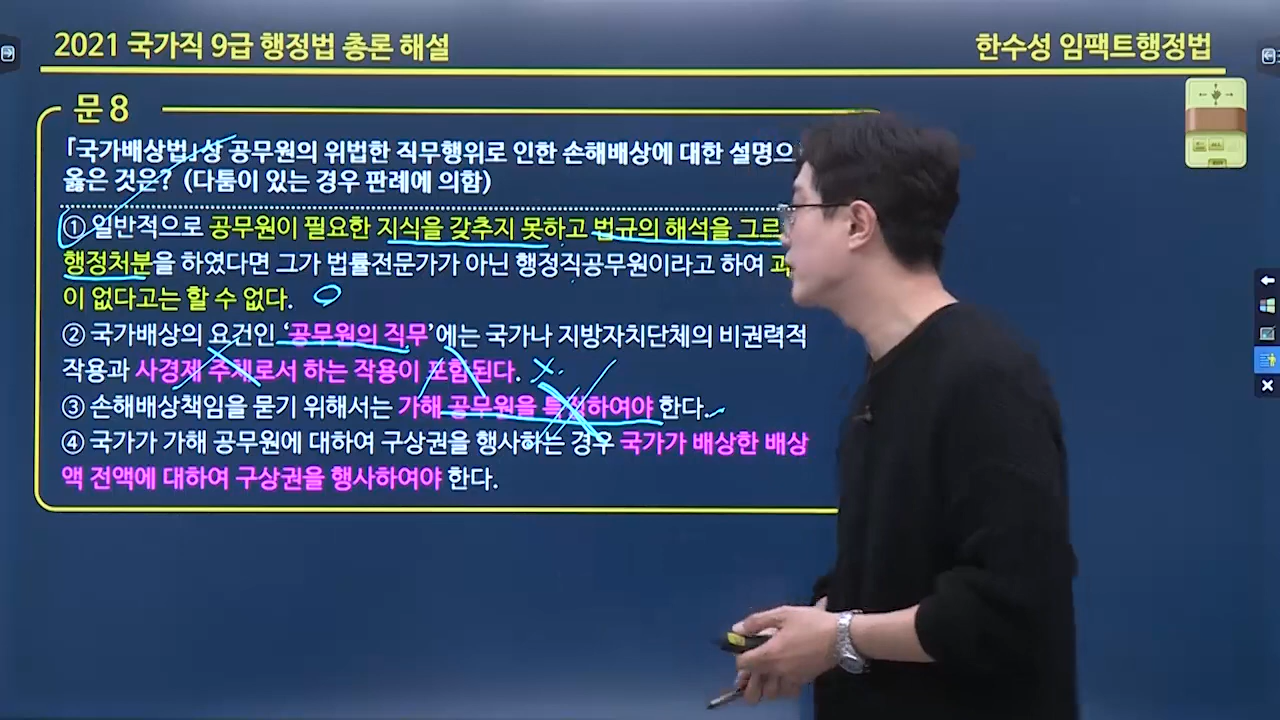 2021 국가직 9급 행정법 총론 해설
한수성 임팩트행정법
문 8
「국가배상법」상 공무원의 위법한 직무행위로 인한 손해배상에 대한 설명으
옳은 것은? (다툼이 있는 경우 판례에 의함)
① 일반적으로 공무원이 필요한 지식을 갖추지 못하고 법규의 해석을 그르
행정처분을 하였다면 그가 법률전문가가 아닌 행정직공무원이라고 하여
이 없다고는 할 수 없다.
② 국가배상의 요건인 ‘공무원의 직무’에는 국가나 지방자치단체의 비권력적
작용과 사경제 주체로서 하는 작용이 포함된다.
③ 손해배상책임을 묻기 위해서는 가해 공무원을 특정하여야 한다.
④ 국가가 가해 공무원에 대하여 구상권을 행사하는 경우 국가가 배상한 배상
액 전액에 대하여 구상권을 행사하여야 한다.